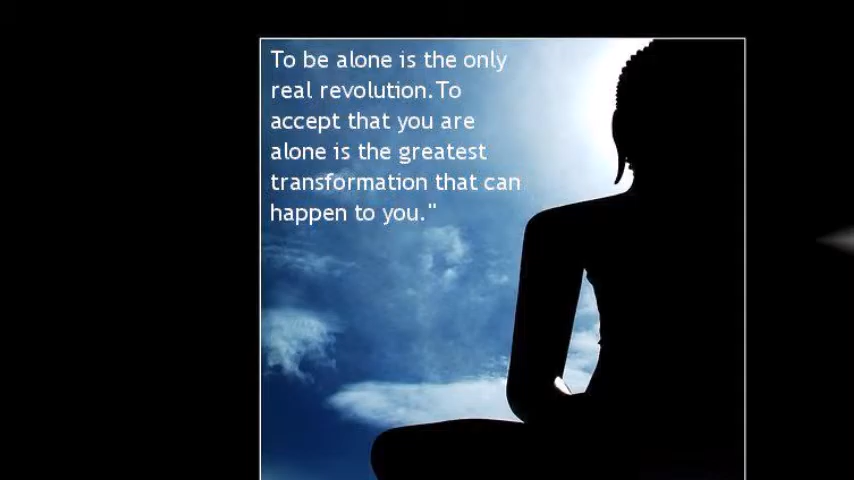 To be alone is the only
real revolution.To
accept that you are
alone is the greatest
transformation that can
happen to you."